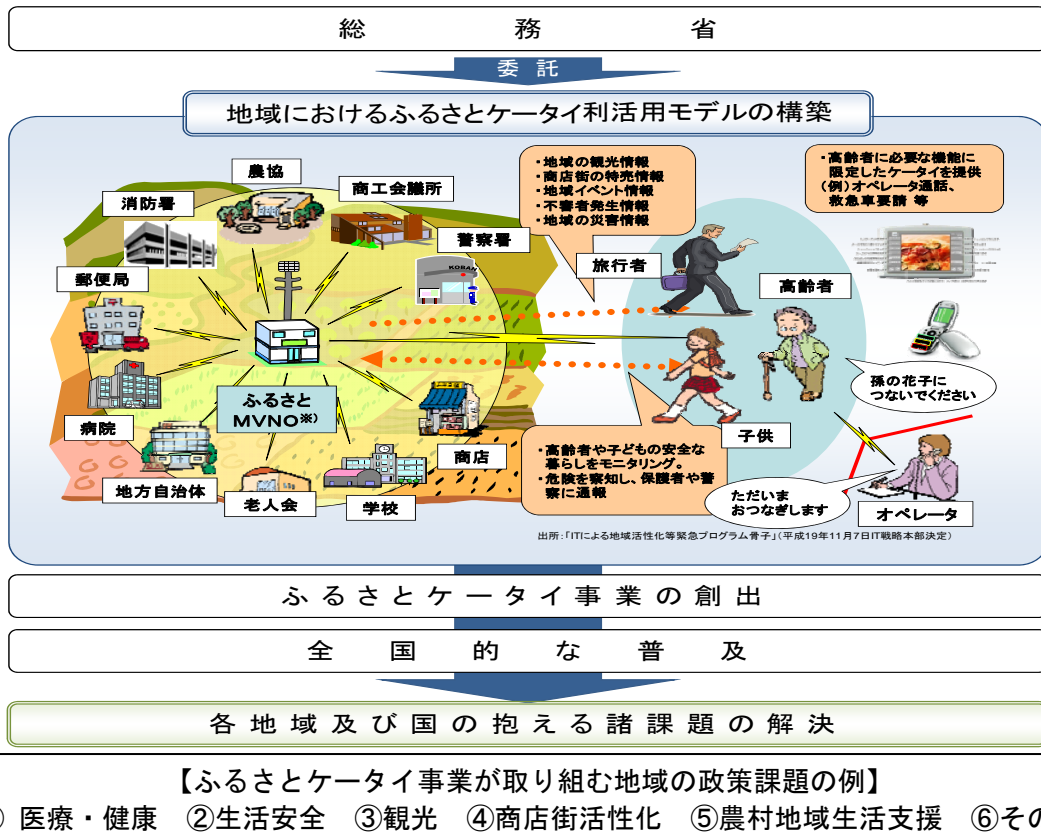 総務省
委託
地域におけるふるさとケータイ利活用モデルの構築
農協
消防署
商工会議所
郵便局
警察署
KOBAN
病院
ふるさと
MVNO※)
商店
地方自治体
老人会
学校
・地域の観光情報
・商店街の特売情報
・地域イベント情報
・不審者発生情報
・地域の災害情報
・高齢者に必要な機能に
限定したケータイを提供
(例)オペレータ通話、
救急車要請 等
旅行者
高齢者
子供
孫の花子に
つないでください
・高齢者や子どもの安全な
暮らしをモニタリング。
・危険を察知し、保護者や警
察に通報
ただいま
おつなぎします
オペレータ
出所:「ITによる地域活性化等緊急プログラム骨子」(平成19年11月7日IT戦略本部決定)
ふるさとケータイ事業の創出
全国的な普及
各地域及び国の抱える諸課題の解決
【ふるさとケータイ事業が取り組む地域の政策課題の例】
医療・健康 ②生活安全 ③観光 ④商店街活性化 ⑤農村地域生活支援 ⑥その